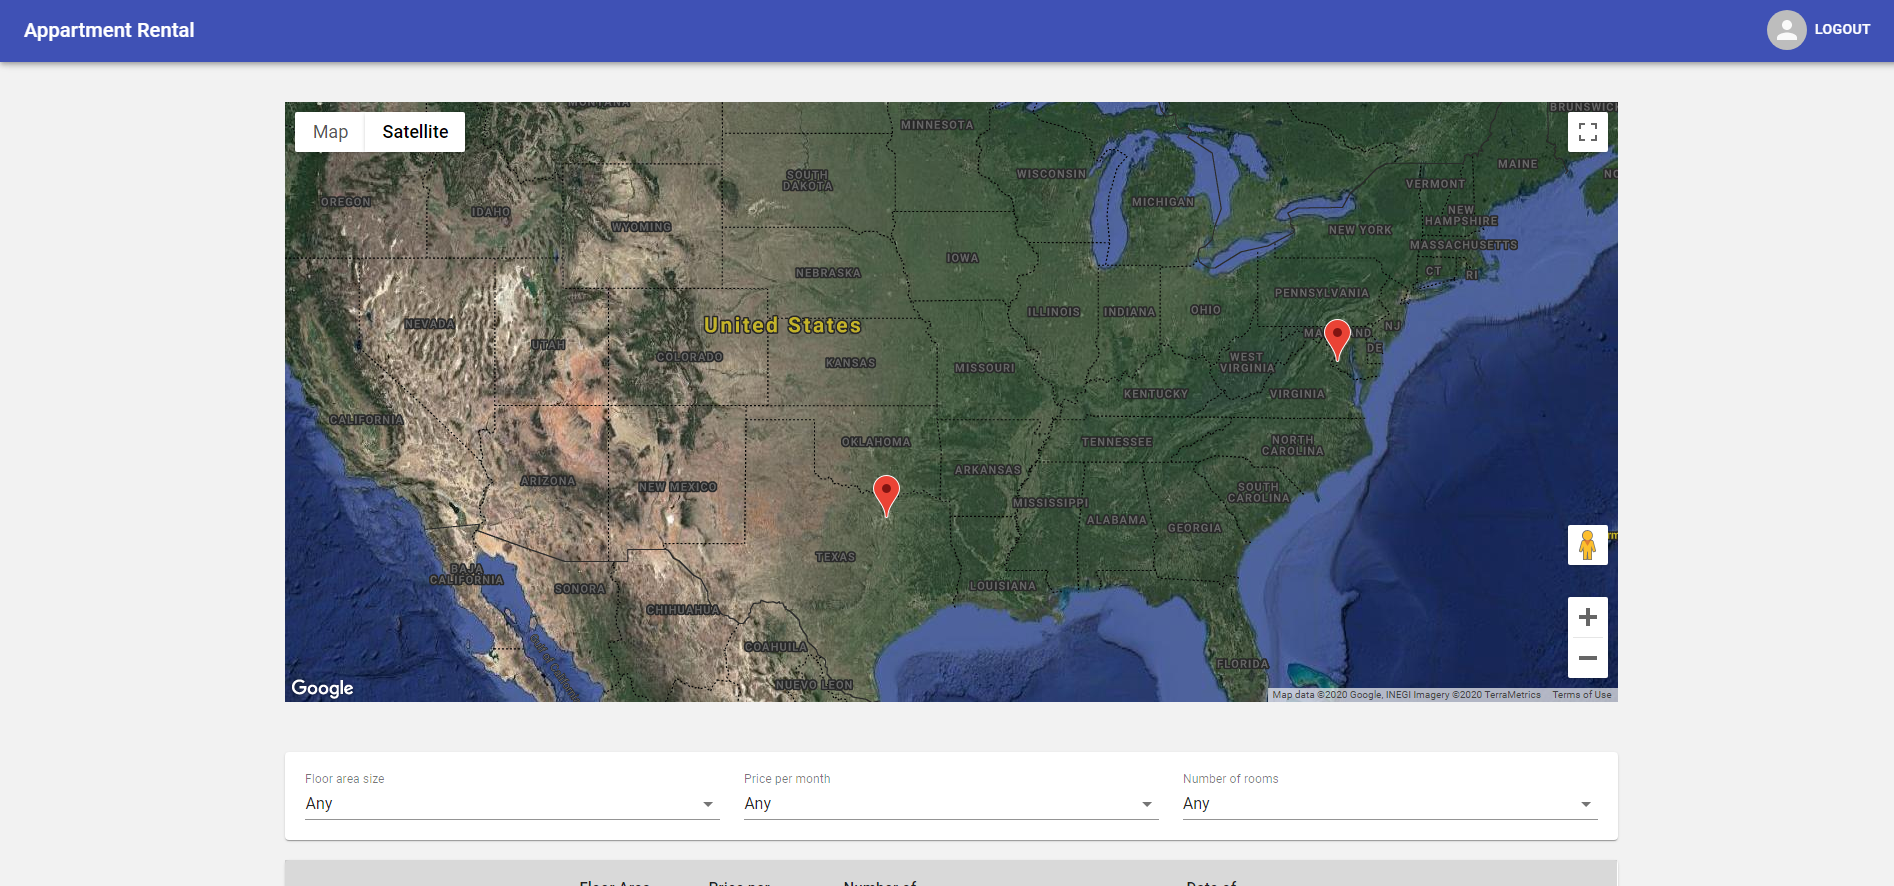 Appartment Rental
LOGOUT
Map
Satellite
MONTANA
BRUNSWICK
MINNESOTA
MAINE
SOUTH
DAKOTA
WISCONSIN
VERMONT
OREGON
IDAHO
MICHIGAN
NEW
HAMPSHIRE
WYOMING
NEW YORK
MASSACHUSETTS
IOWA
NEBRASKA
CT
RI
PENNSYLVANIA
ILLINOIS
INDIANA
OHIO
NEVADA
United States
NJ
UTAH
COLORADO
KANSAS
MISSOURI
WEST
VIRGINIA
DE
KENTUCKY
VIRGINIA
CALIFORNIA
OKLAHOMA
TENNESSEE
NORTH
CAROLINA
ARKANSAS
ARIZONA
NEW MEXICO
SOUTH
CAROLINA
MISSISSIPPI
ALABAMA
GEORGIA
TEXAS
BAJA
CALIFORNIA
SONORA
LOUISIANA
CHIHUAHUA
COAHUILA
Gulf of California
FLORIDA
NUEVO LEON
Google
Map data ©2020 Google, INEGI Imagery ©2020 TerraMetrics
Terms of Use
Floor area size
Any
Price per month
Any
Number of rooms
Any
Floor Area
Price per
Number of
Date of